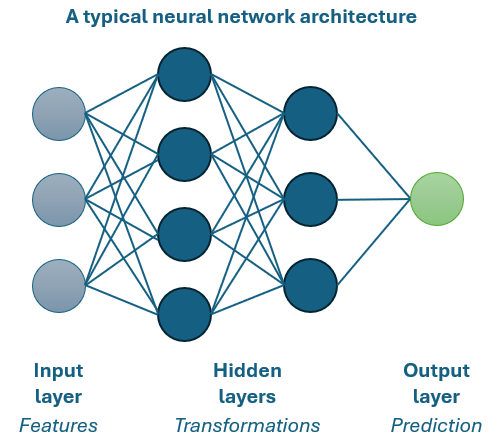 A typical neural network architecture
Input
layer
Features
Hidden
layers
Transformations
Output
layer
Prediction